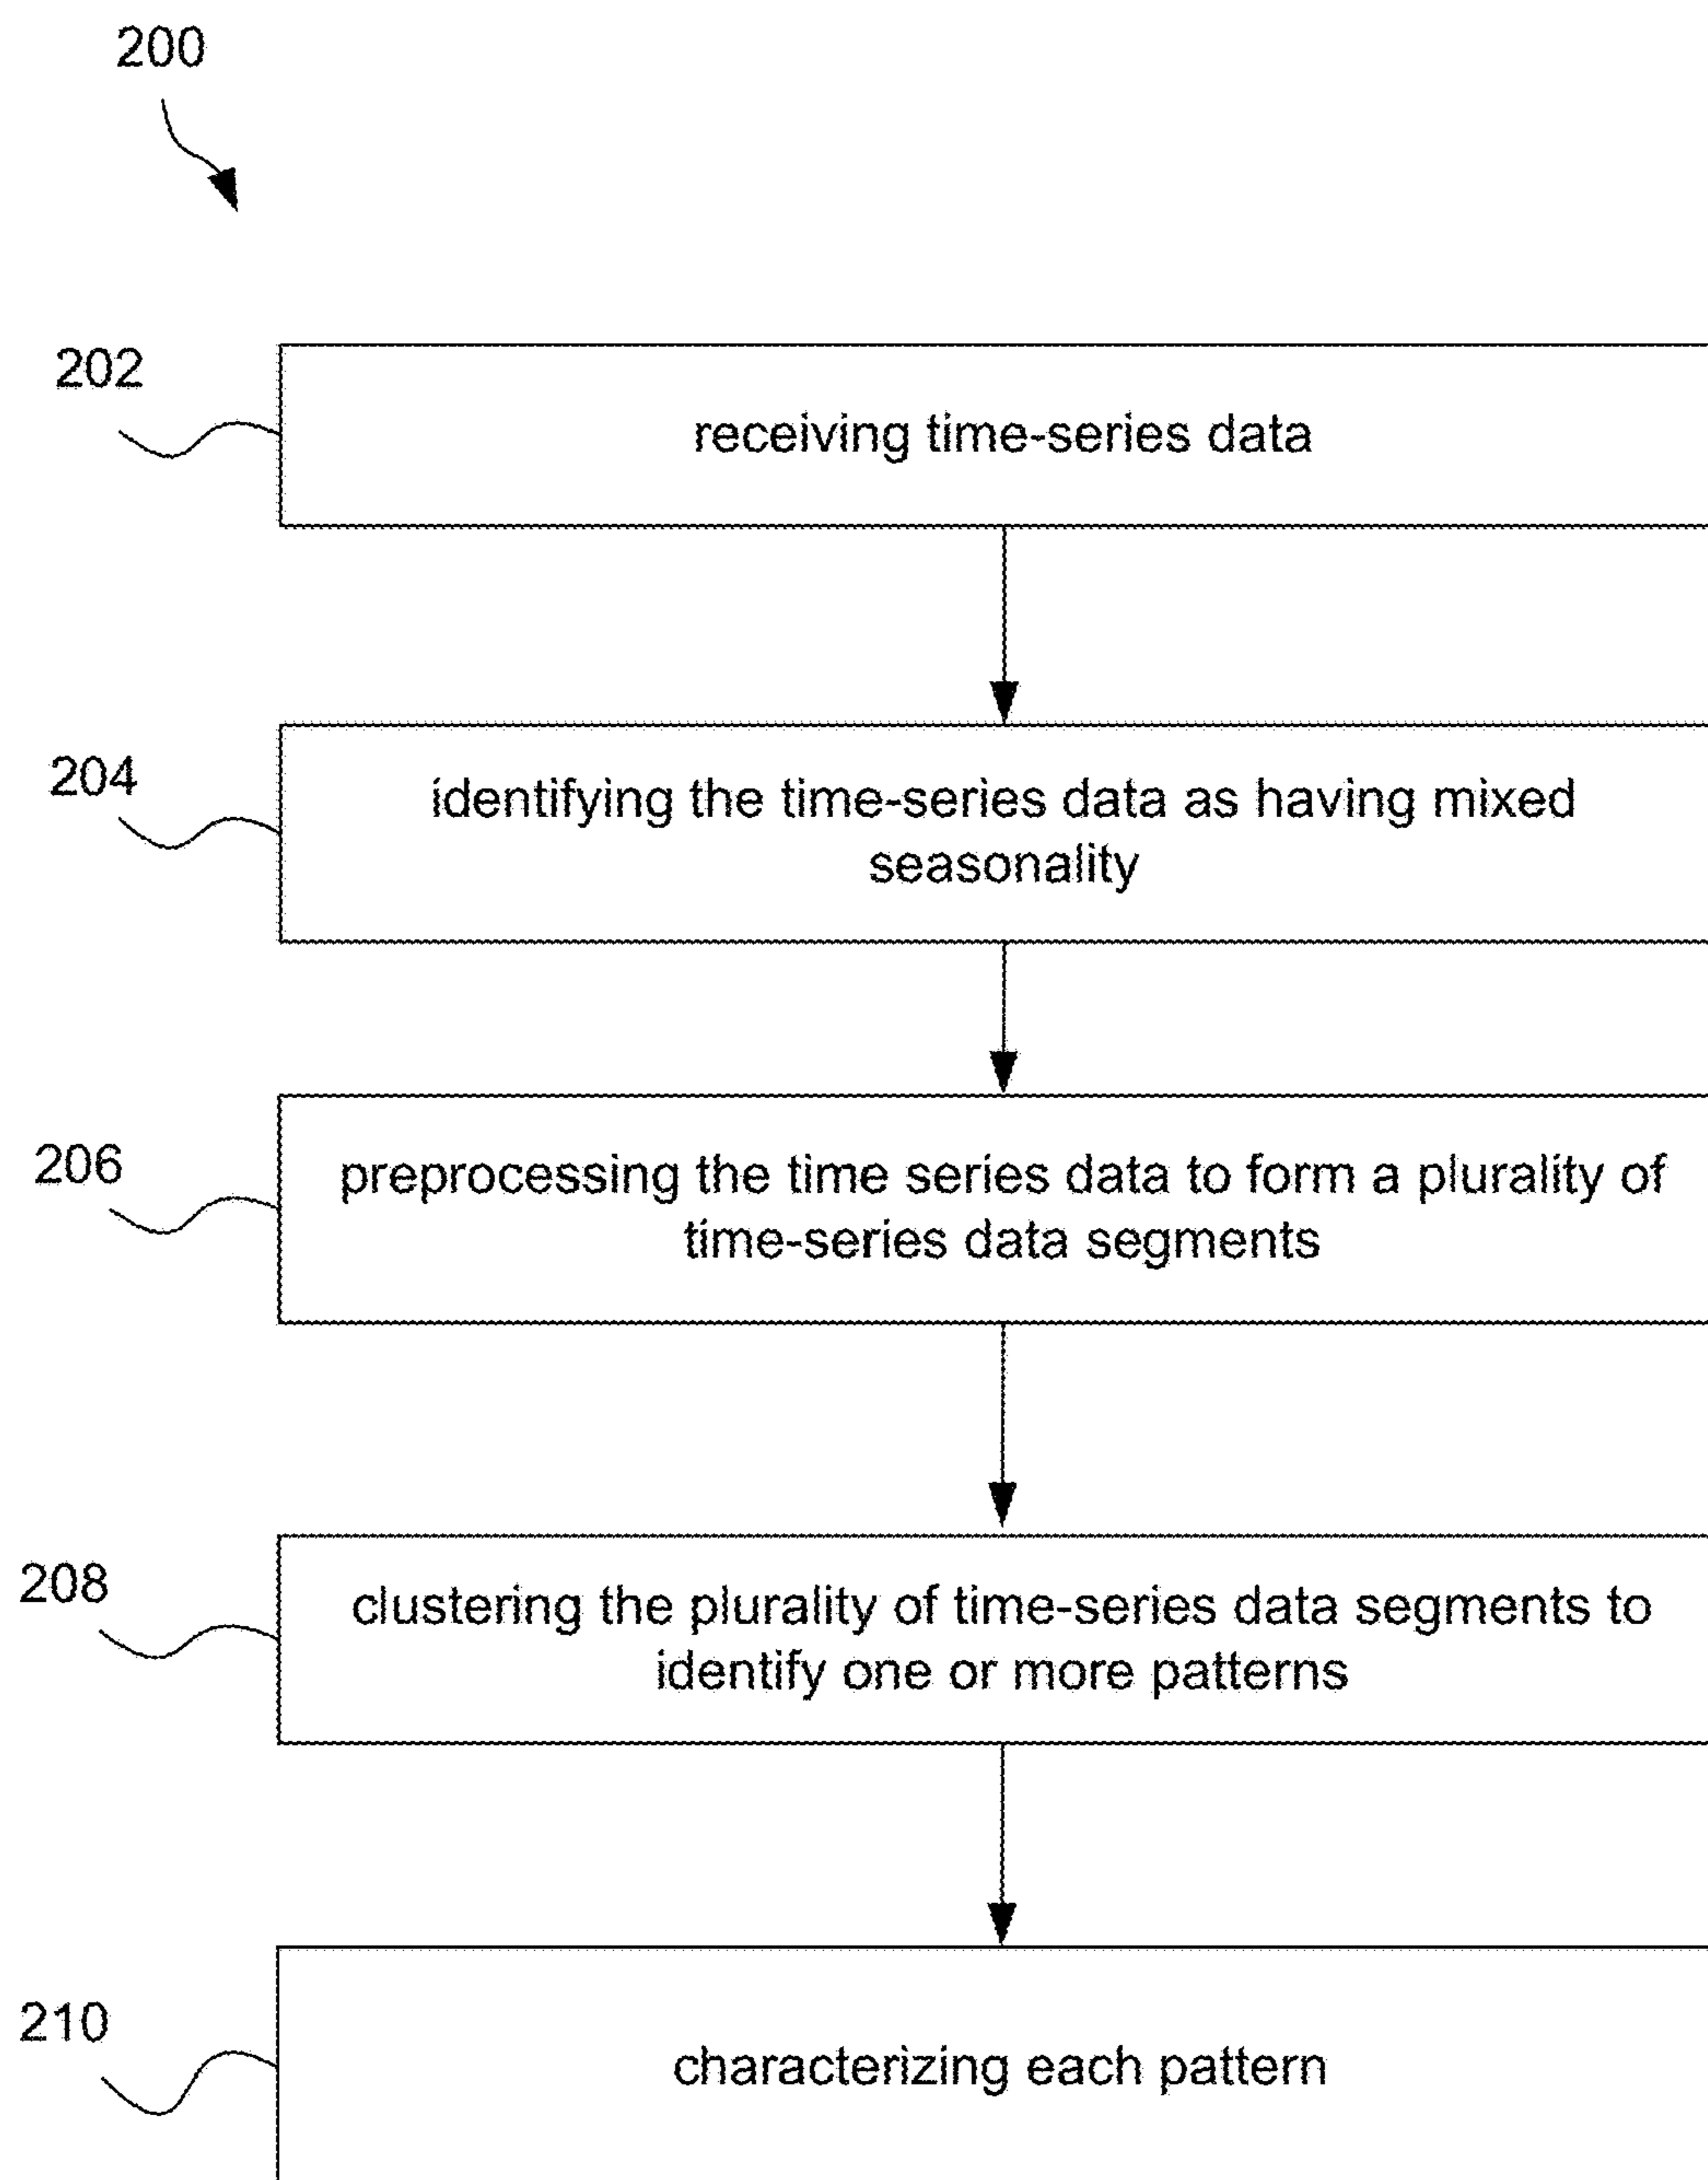 200
202
receiving time-series data
204
identifying the time-series data as having mixed
seasonality
206
preprocessing the time series data to form a plurality of
time-series data segments
208
clustering the plurality of time-series data segments to
identify one or more patterns
210
characterizing each pattern